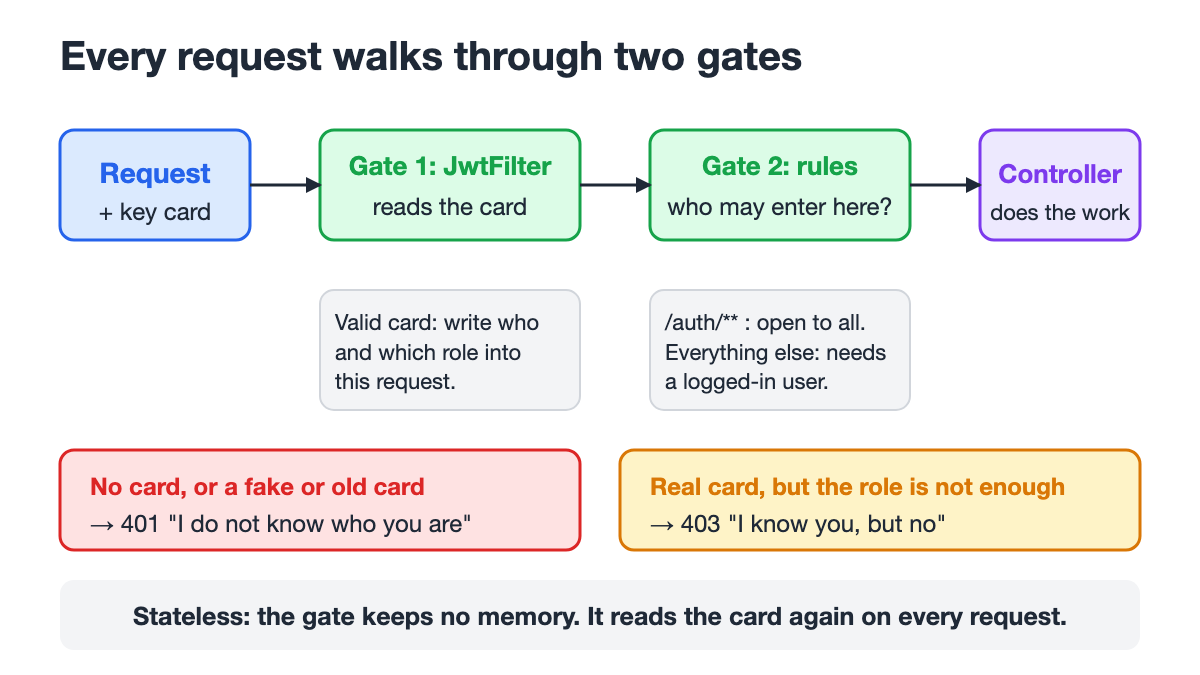 Every request walks through two gates
Request
+ key card
Gate 1: JwtFilter
reads the card
Gate 2: rules
who may enter here?
Controller
does the work
Valid card: write who
and which role into
this request.
/auth/** : open to all.
Everything else: needs
a logged-in user.
No card, or a fake or old card
→ 401 "I do not know who you are"
Real card, but the role is not enough
→ 403 "I know you, but no"
Stateless: the gate keeps no memory. It reads the card again on every request.